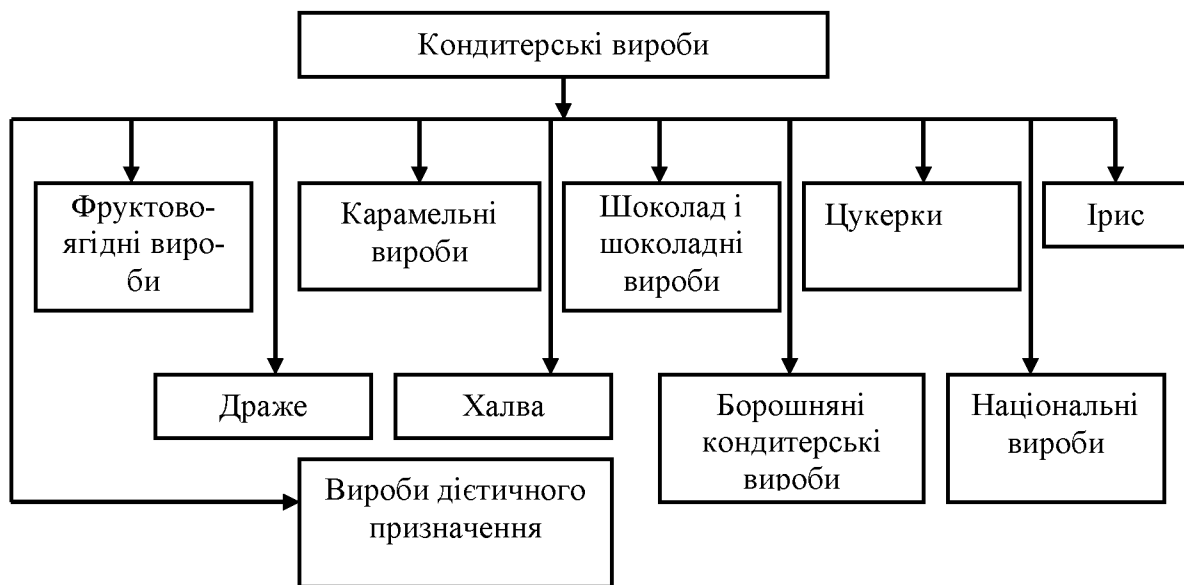 Кондитерські вироби
Фруктово-
ягідні виро-
би
Карамельні
вироби
Шоколад і
шоколадні
вироби
Цукерки
Ірис
Драже
Халва
Борошняні
кондитерські
вироби
Національні
вироби
Вироби дієтичного
призначення